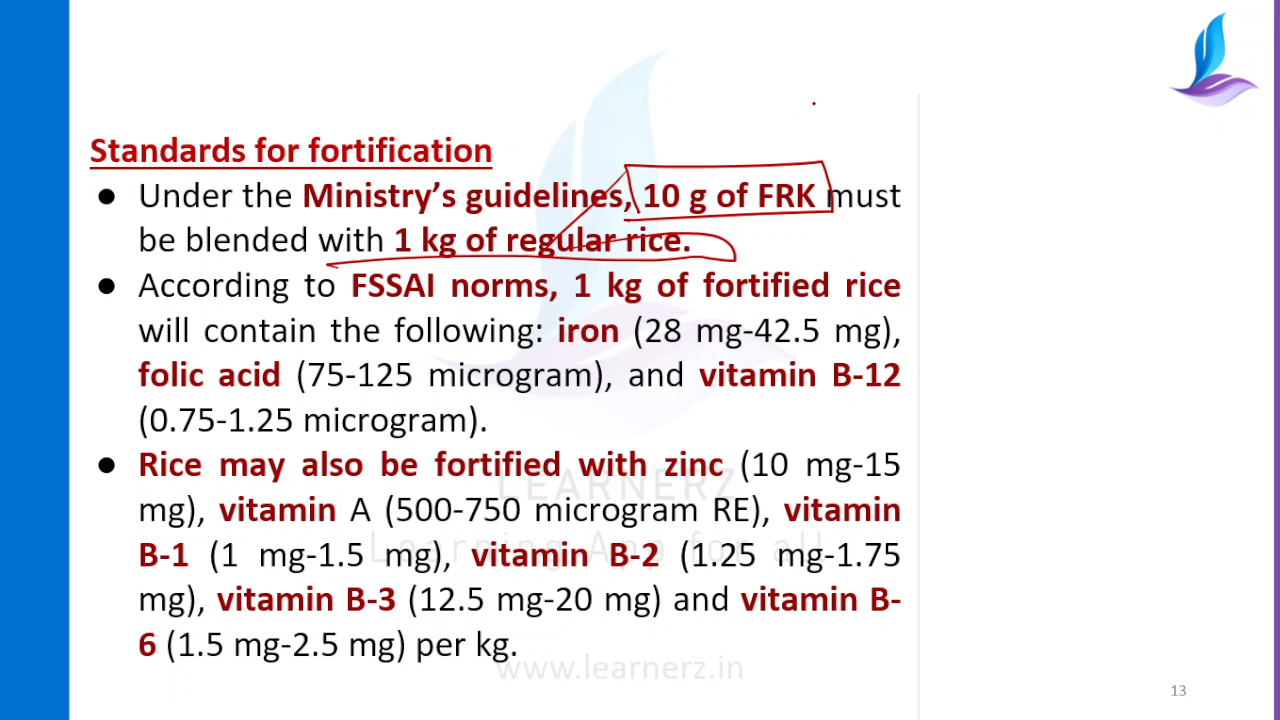 Standards for fortification
● Under the Ministry's guidelines, 10 g of FRK must
be blended with 1 kg of regular rice.
● According to FSSAI norms, 1 kg of fortified rice
will contain the following: iron (28 mg-42.5 mg),
folic acid (75-125 microgram), and vitamin B-12
(0.75-1.25 microgram).
● Rice may also be fortified with zinc (10 mg-15
mg), vitamin A (500-750 microgram RE), vitamin
B-1 (1 mg-1.5 mg), vitamin B-2 (1.25 mg-1.75
mg), vitamin B-3 (12.5 mg-20 mg) and vitamin B-
6 (1.5 mg-2.5 mg) per kg.
LEARNERZ
Learning App for all
www.learnerz.in
13